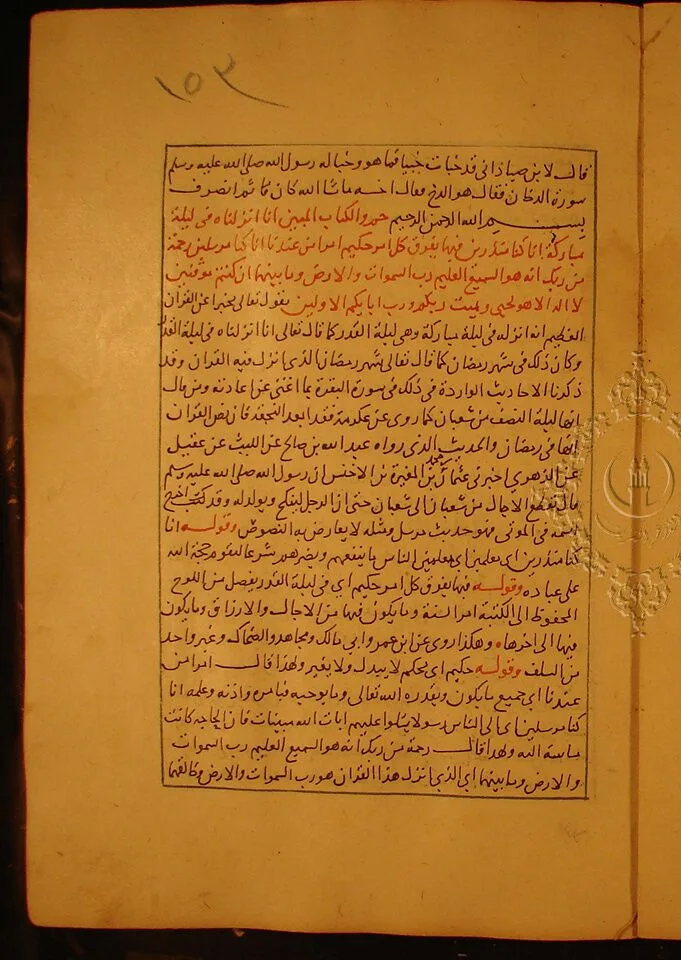 ١٥٣
قال لابن صياد اني قد خبات خبيا فما هو وخبا له رسول الله صلى الله عليه وسلم
سورة الدخان فقال هو الدخ فقال اخسه ما شا الله كان ثم انصرف
بسم الله الرحمن الرحيم حم والكتاب المبين انا انزلناه في ليلة
مباركة انا كنا منذرين فيها يفرق كل امر حكيم امرا من عندنا انا كنا مرسلين رحمة
من ربك انه هو السميع العليم رب السموات والارض وما بينهما ان كنتم موقنين
لا اله الا هو يحيي ويميت ربكم ورب ابايكم الاولين يقول تعالى مخبرا عن القران
العظيم انه انزله في ليلة مباركة وهي ليلة القدر كما قال تعالى انا انزلناه في ليلة القدر
وكان ذلك في شهر رمضان كما قال تعالى شهر رمضان الذي انزل فيه القران وقد
ذكرنا الاحاديث الواردة في ذلك في سورة البقرة بما اغنى عن اعادته ومن قال
انها ليلة النصف من شعبان كما روي عن عكرمة فقد ابعد النجعة فان نص القران
انها في رمضان والحديث الذي رواه عبد الله بن صالح عن الليث عن عقيل
عن الزهري اخبرني عثمان بن محمد بن المغيرة بن الاخنس ان رسول الله صلى الله عليه وسلم
قال تقطع الاجال من شعبان الى شعبان حتى ان الرجل لينكح ويولد له وقد اخرج
اسمه في الموتى فهو حديث مرسل ومثله لا يعارض به النصوص وقوله انا
كنا منذرين اي معلمين الناس ما ينفعهم ويضرهم شرعا لتقوم حجة الله
على عباده وقوله فيها يفرق كل امر حكيم اي في ليلة القدر يفصل من اللوح
المحفوظ الى الكتبة امر السنة وما يكون فيها من الاجال والارزاق وما يكون
فيها الى اخرها وهكذا روي عن ابن عمر وابي مالك ومجاهد والضحاك وغير واحد
من السلف وقوله حكيم اي محكم لا يبدل ولا يغير ولهذا قال امرا من
عندنا اي جميع ما يكون ويقدره الله تعالى وما يوحيه فبامره واذنه وعلمه انا
كنا مرسلين اي الى الناس رسولا يتلوا عليهم ايات الله مبينات فان الحاجة كانت
ماسة اليه ولهذا قال رحمة من ربك انه هو السميع العليم رب السموات
والارض وما بينهما اي الذي انزل هذا القران هو رب السموات والارض وخالقهما